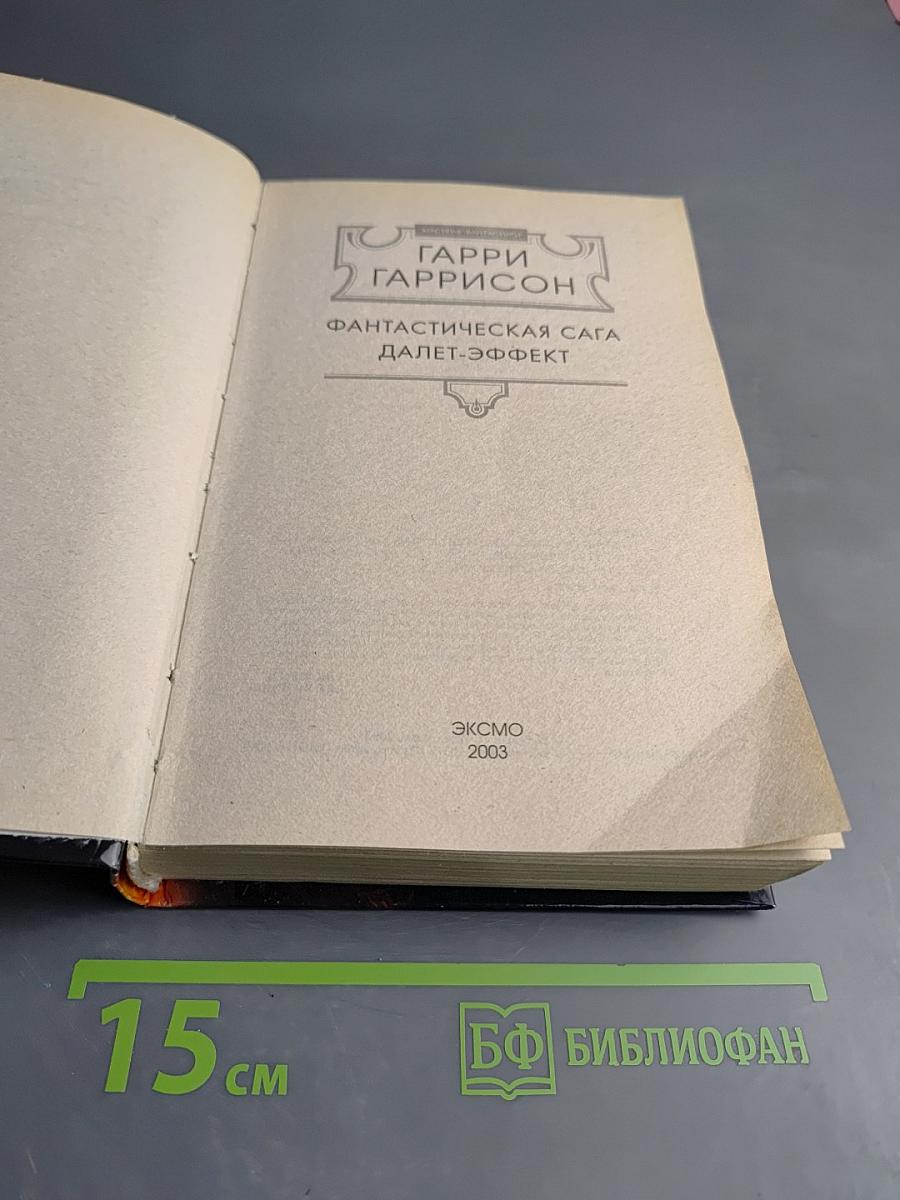 ГАРРИ
ГАРРИСОН
ФАНТАСТИЧЕСКАЯ САГА
ДАЛЕТ-ЭФФЕКТ
ЭКСМО
2003
15 см
БФ БИБЛИОФАН